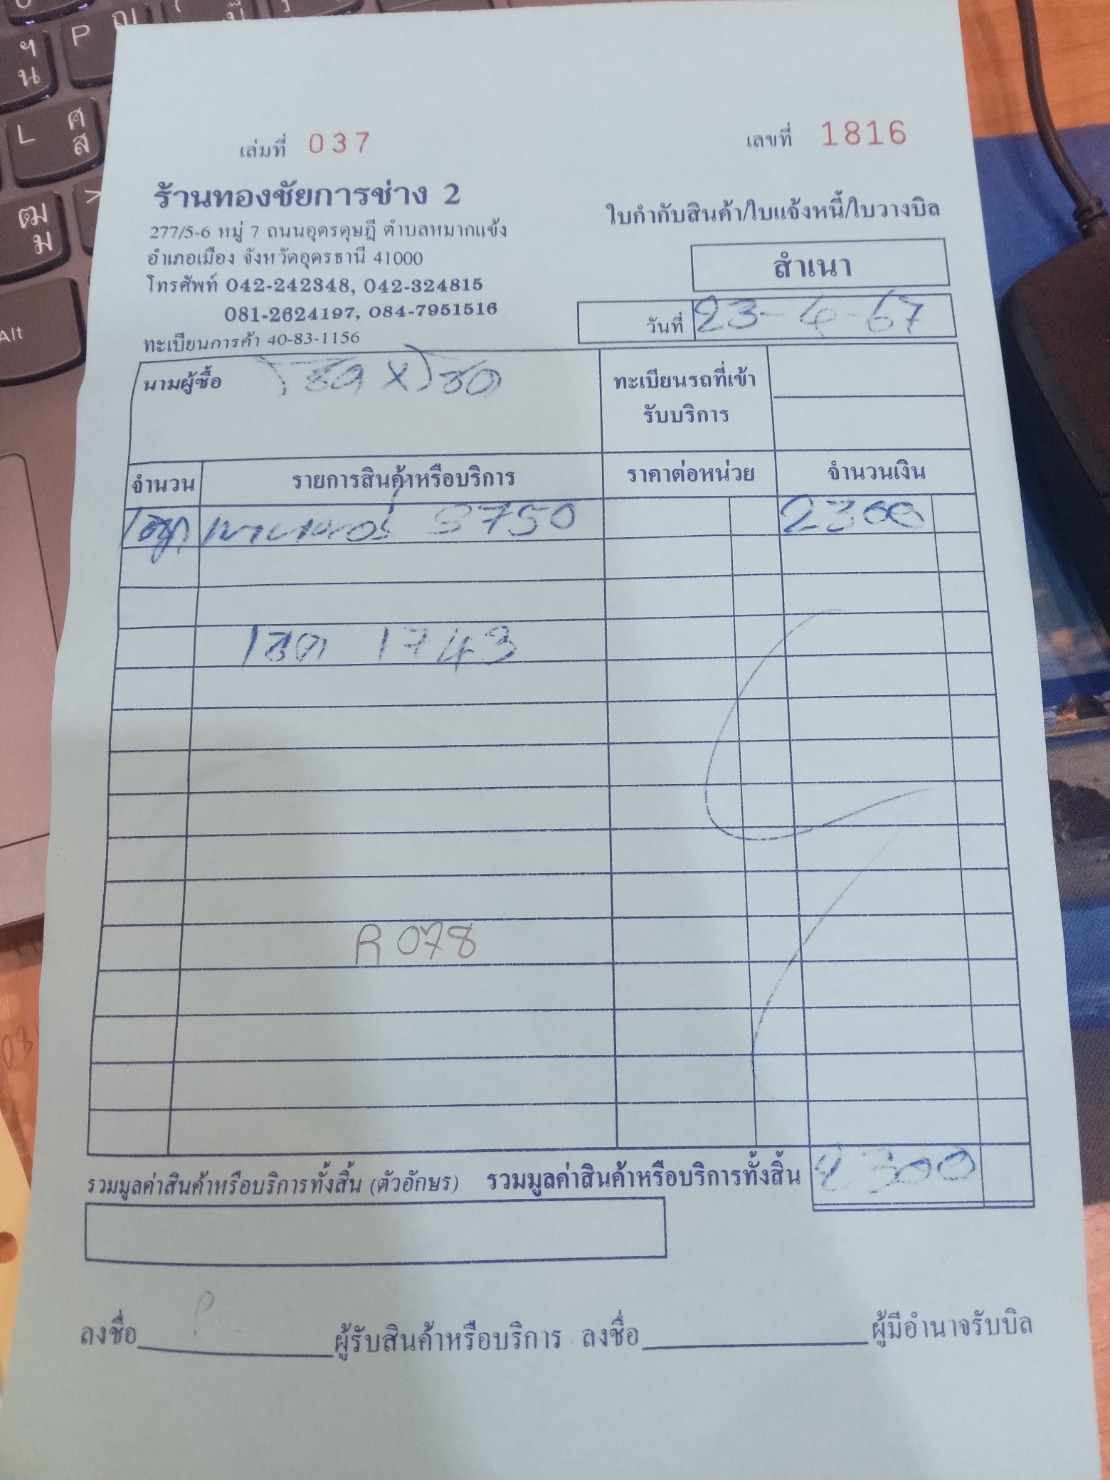 เล่มที่ 037
เลขที่ 1816
ร้านทองชัยการช่าง 2
277/5-6 หมู่ 7 ถนนอุดรดุษฎี ตำบลหมากแข้ง
อำเภอเมือง จังหวัดอุดรธานี 41000
โทรศัพท์ 042-242348, 042-324815
081-2624197, 084-7951516
ทะเบียนการค้า 40-83-1156
ใบกำกับสินค้า/ใบแจ้งหนี้/ใบวางบิล
สำเนา
วันที่ 23-4-67
นามผู้ซื้อ
ทะเบียนรถที่เข้า
รับบริการ
จำนวน รายการสินค้าหรือบริการ ราคาต่อหน่วย จำนวนเงิน
3750 2300
1743
R078
รวมมูลค่าสินค้าหรือบริการทั้งสิ้น (ตัวอักษร) รวมมูลค่าสินค้าหรือบริการทั้งสิ้น 2300
ลงชื่อ ผู้รับสินค้าหรือบริการ ลงชื่อ ผู้มีอำนาจรับบิล
P
L
Alt